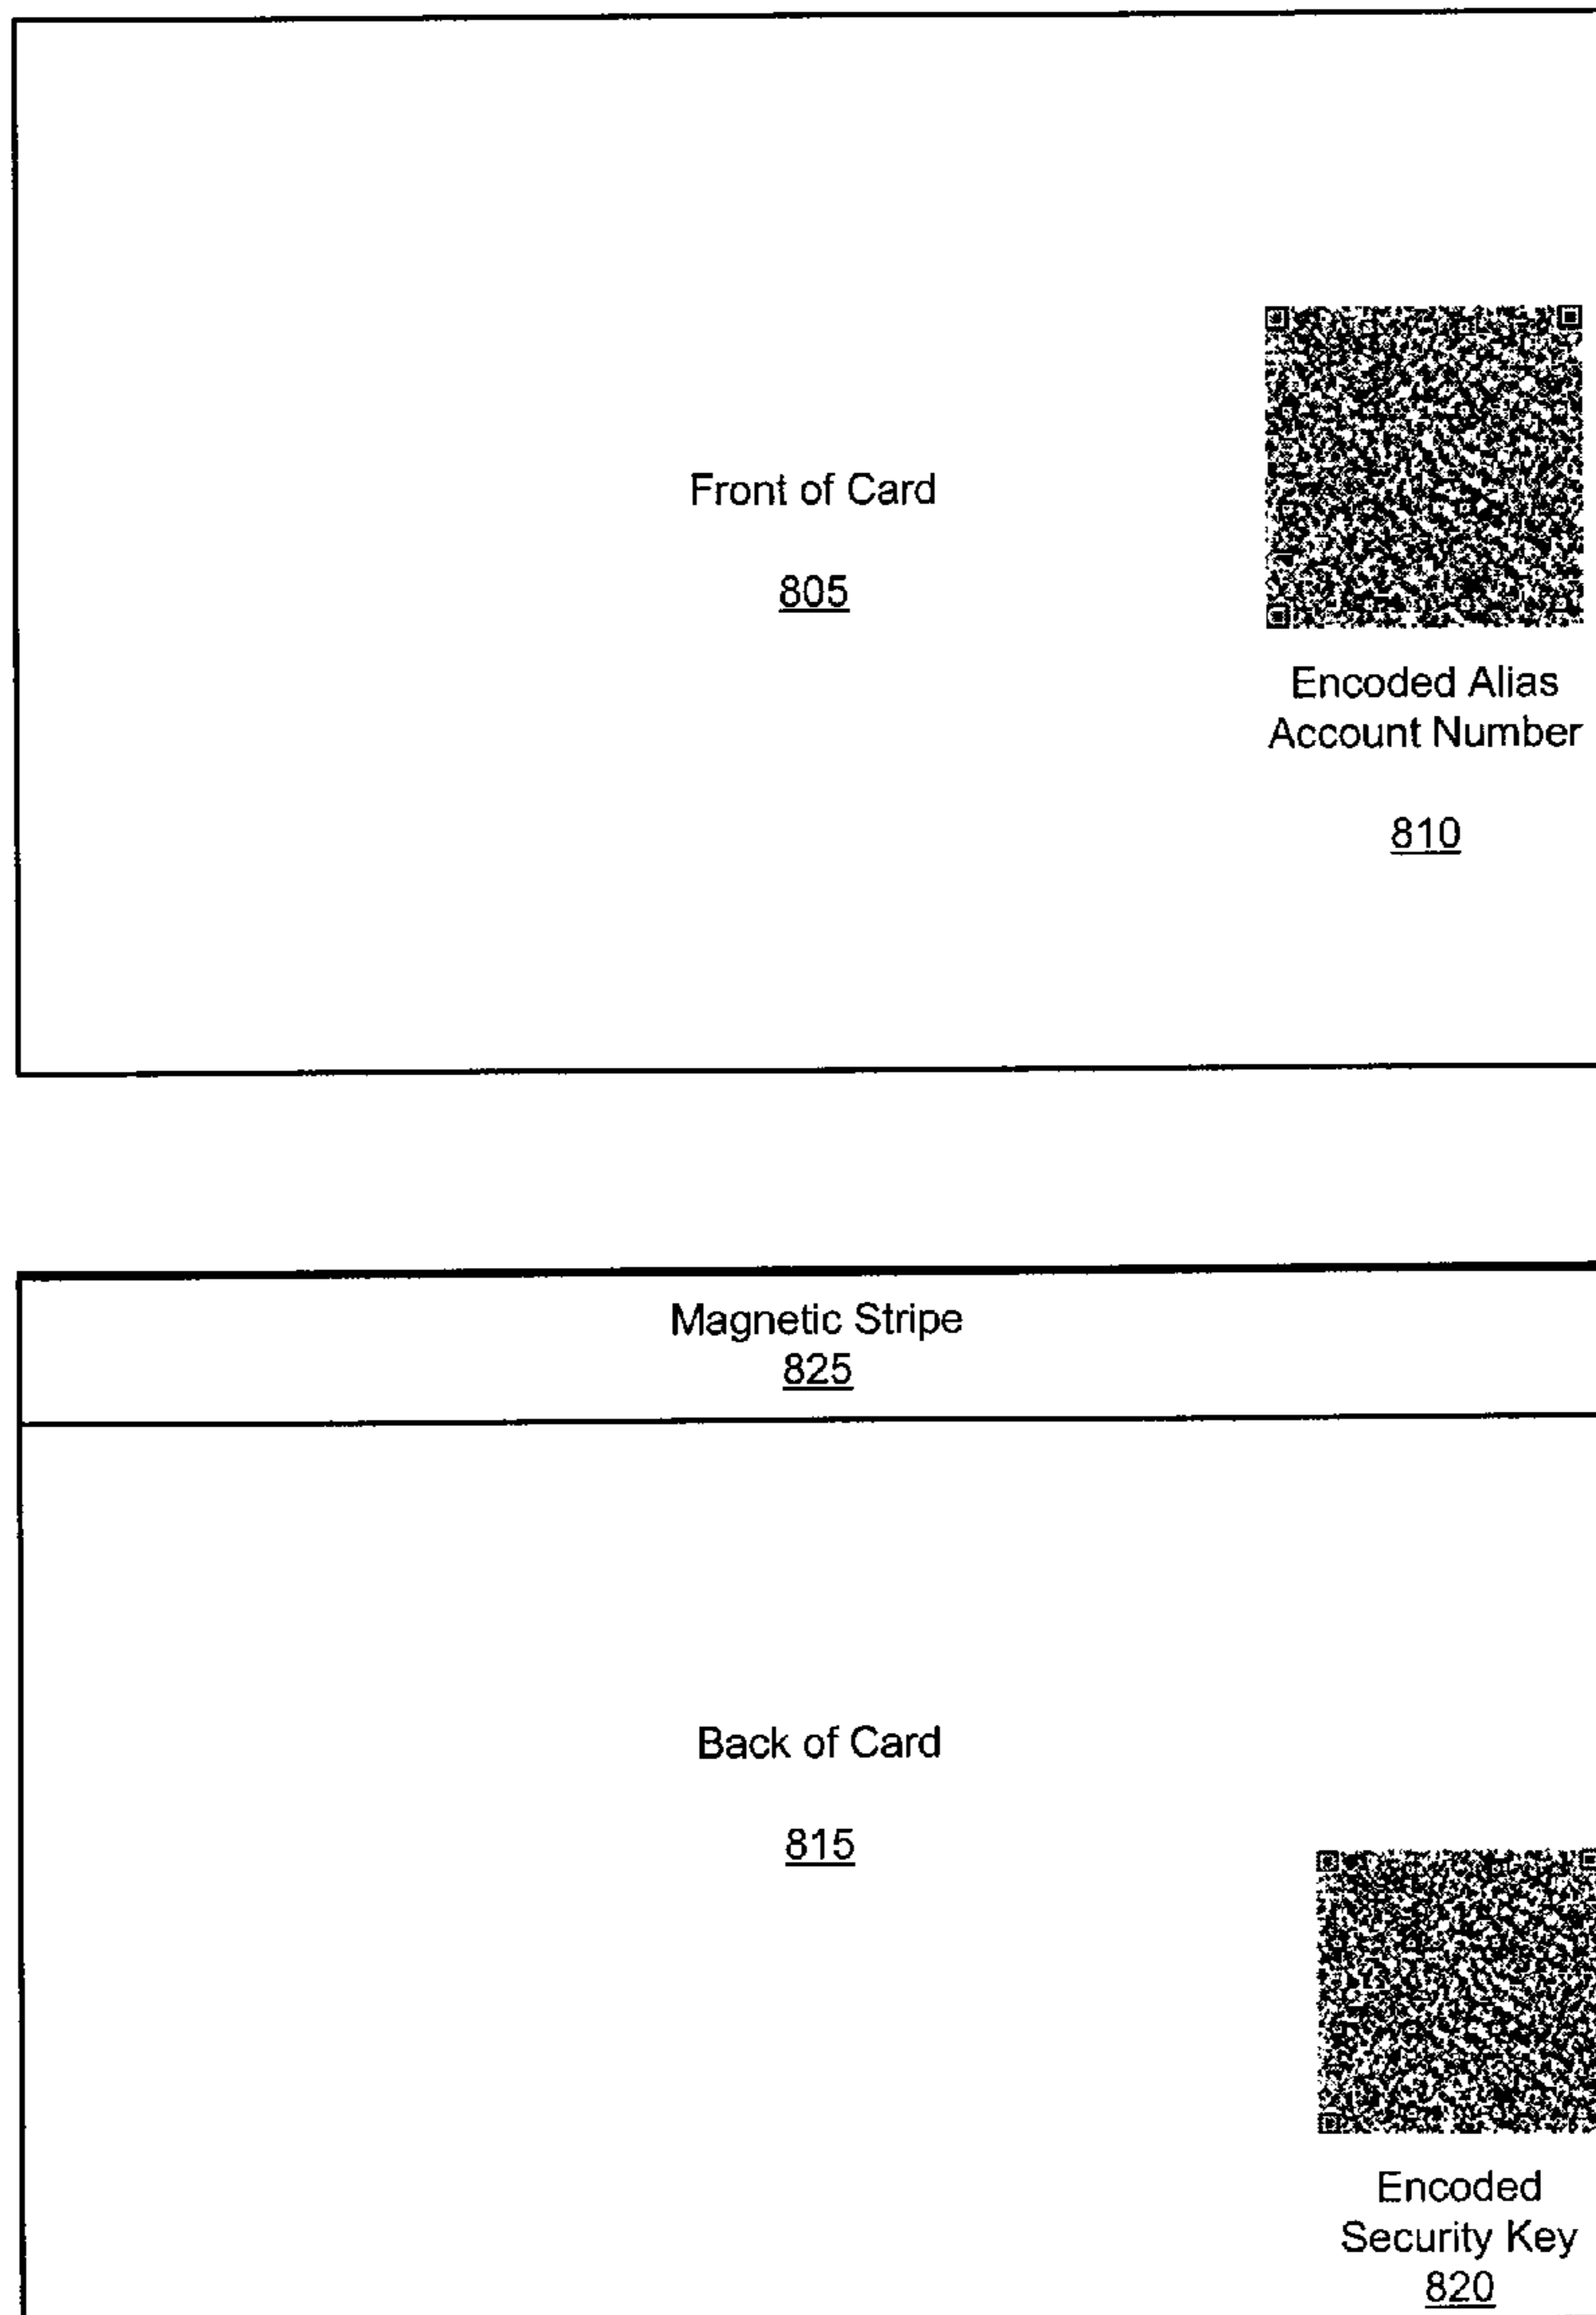 Front of Card
805
Encoded Alias
Account Number
810
Magnetic Stripe
825
Back of Card
815
Encoded
Security Key
820